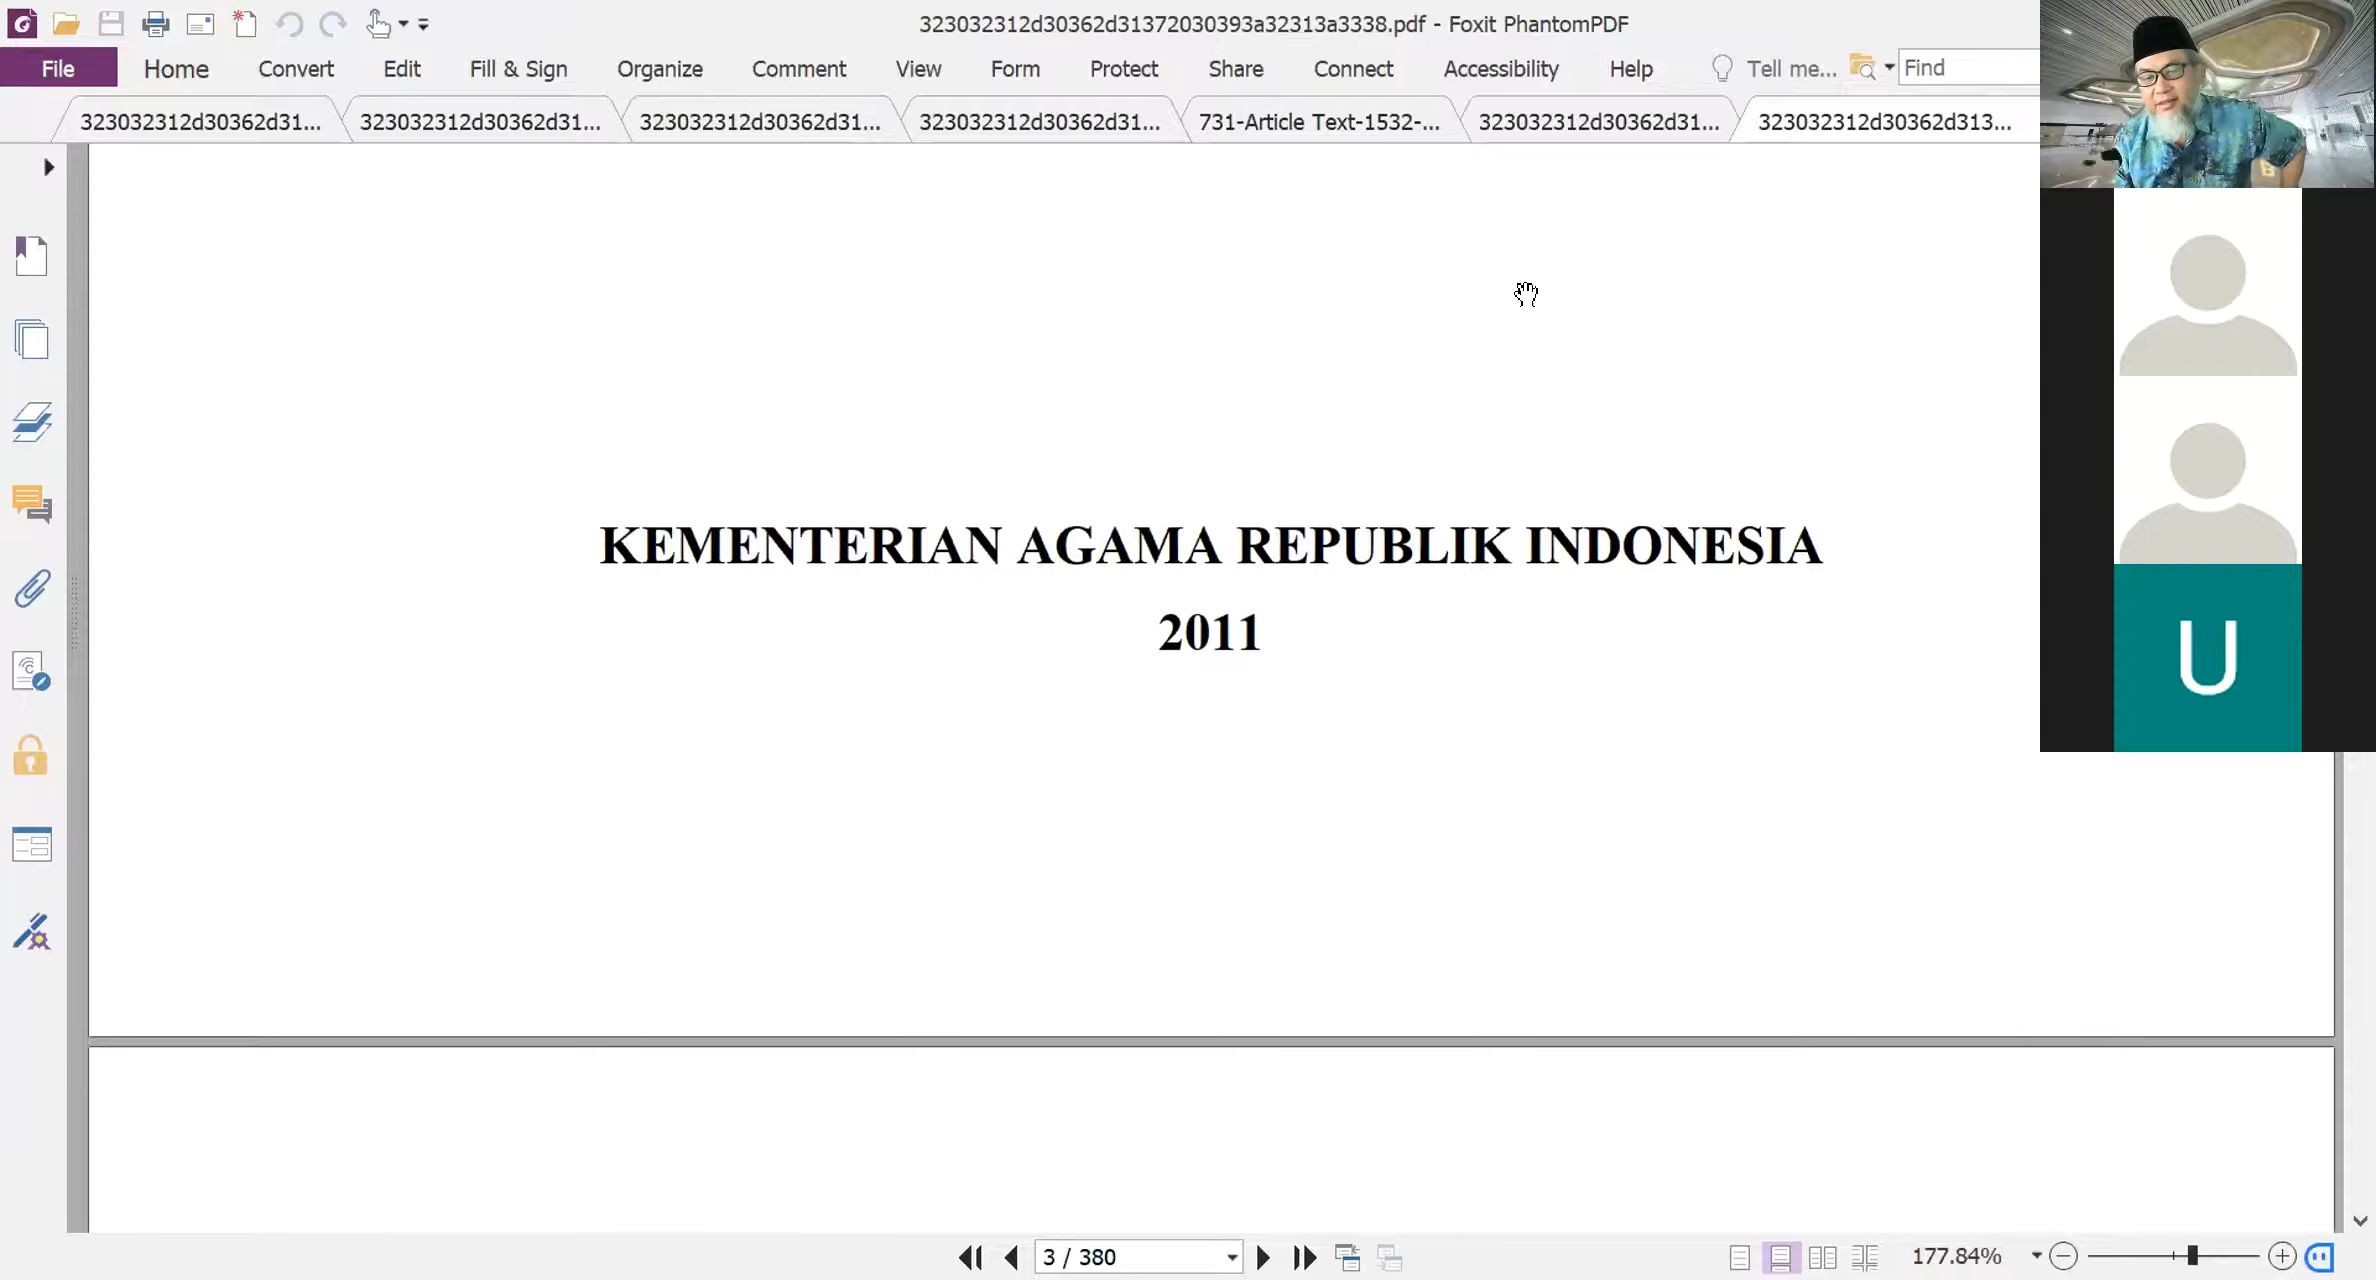 323032312d30362d31372030393a32313a3338.pdf - Foxit PhantomPDF
File Home Convert Edit Fill & Sign Organize Comment View Form Protect Share Connect Accessibility Help Tell me... Find
323032312d30362d31... 323032312d30362d31... 323032312d30362d31... 323032312d30362d31... 731-Article Text-1532-... 323032312d30362d31... 323032312d30362d313...
KEMENTERIAN AGAMA REPUBLIK INDONESIA
2011
U
3 / 380
177.84%